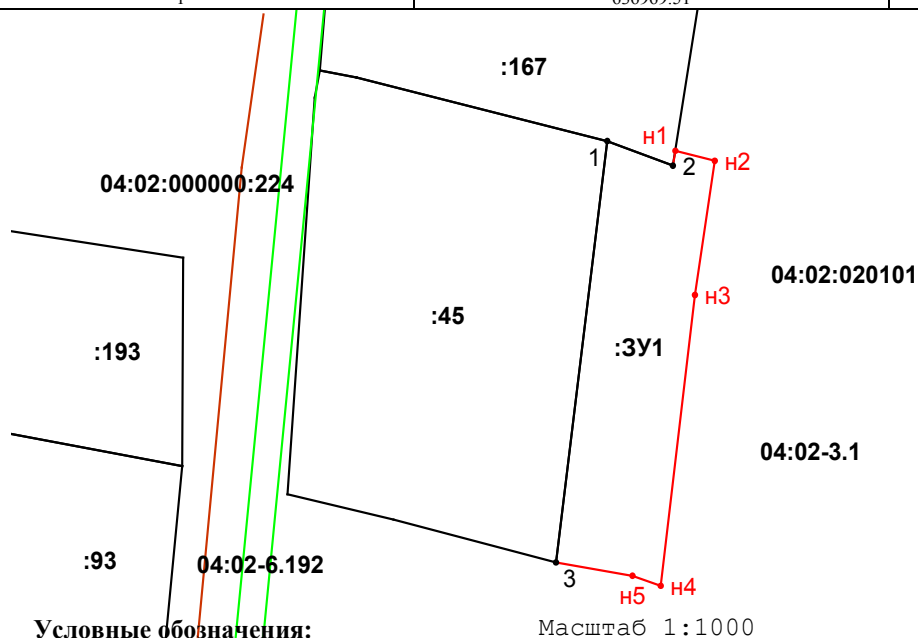 :167
н1
1
2
н2
04:02:000000:224
04:02:020101
н3
:45
:ЗУ1
:193
04:02-3.1
:93
04:02-6.192
3
н5
н4
Условные обозначения:
Масштаб 1:1000